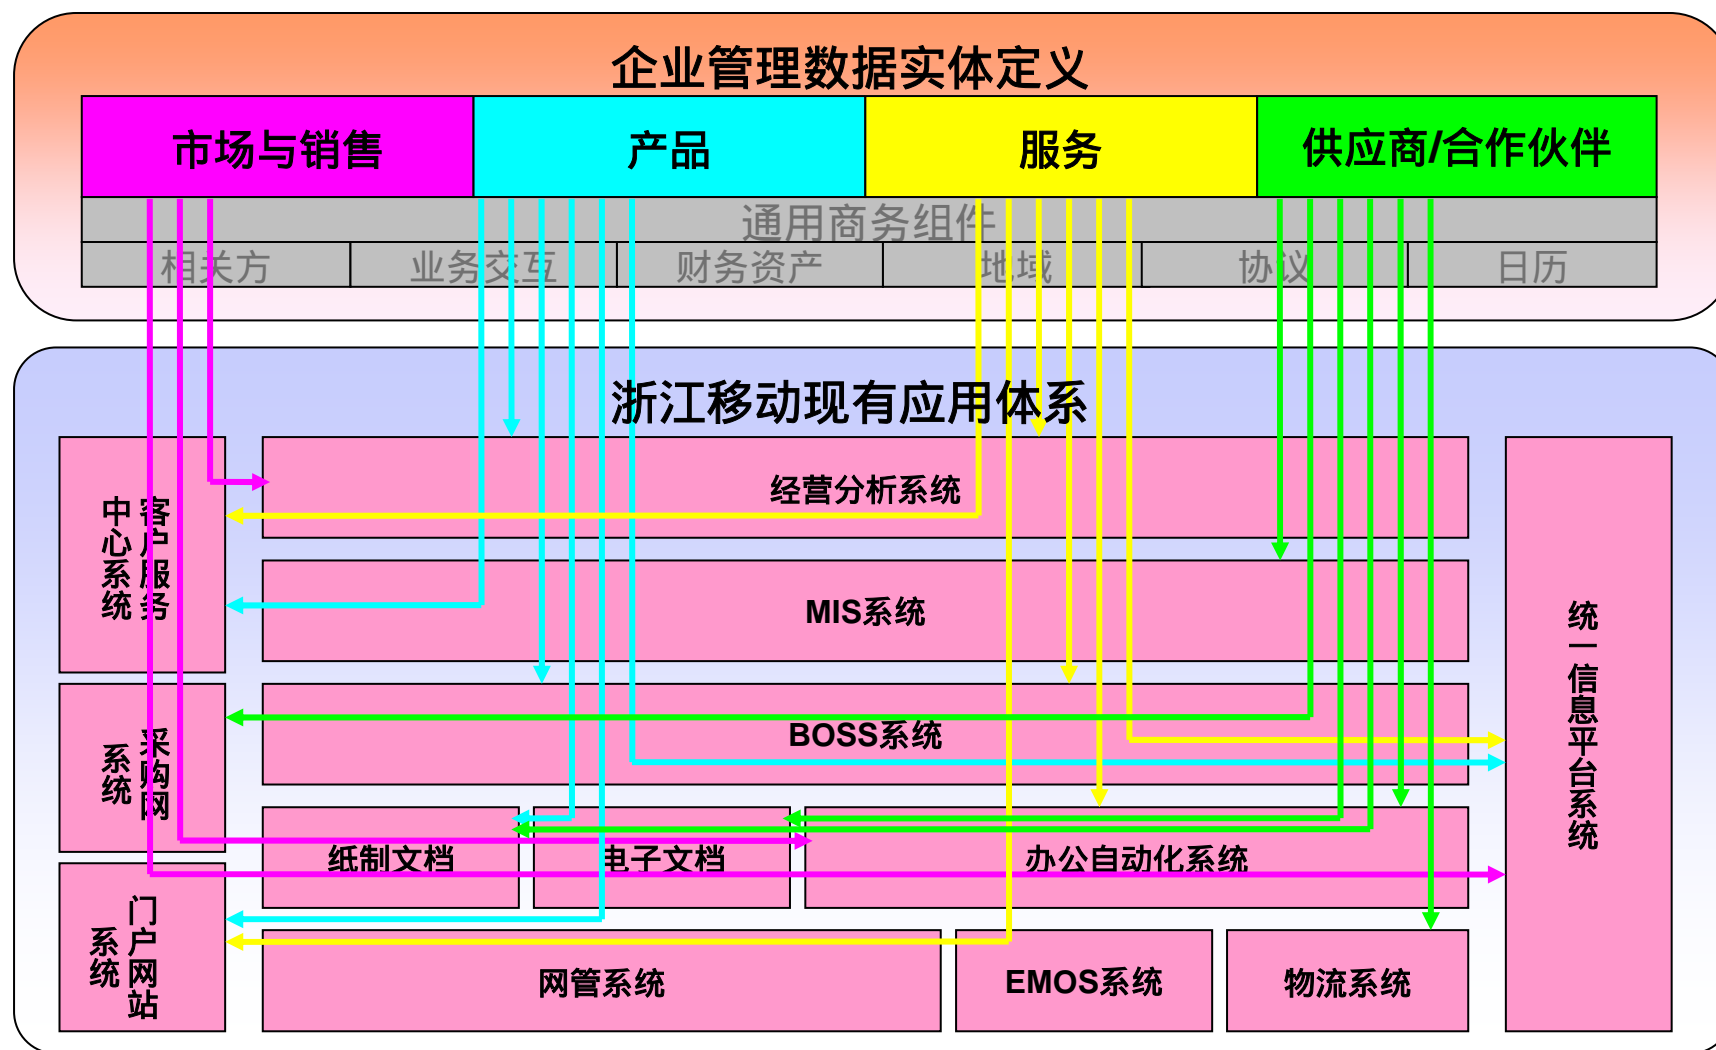 企业管理数据实体定义
市场与销售
产品
服务
供应商/合作伙伴
通用商务组件
相关方
业务交互
财务资产
地域
协议
日历
浙江移动现有应用体系
客户服务
中心系统
经营分析系统
MIS系统
统一信息平台系统
采购网
系统
BOSS系统
纸制文档
电子文档
办公自动化系统
门户网站
系统
网管系统
EMOS系统
物流系统